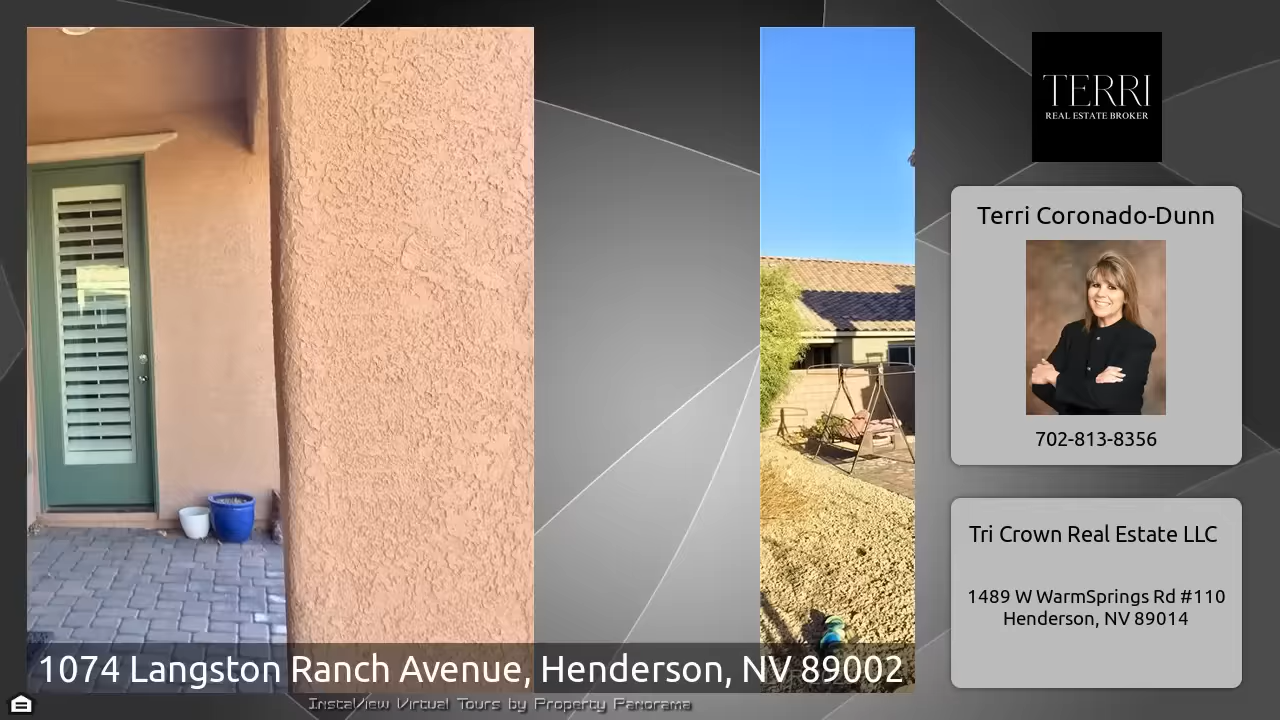 TERRI
REAL ESTATE BROKER
Terri Coronado-Dunn
702-813-8356
Tri Crown Real Estate LLC
1489 W WarmSprings Rd #110
Henderson, NV 89014
1074 Langston Ranch Avenue, Henderson, NV 89002
InstaView Virtual Tours by Property Panorama